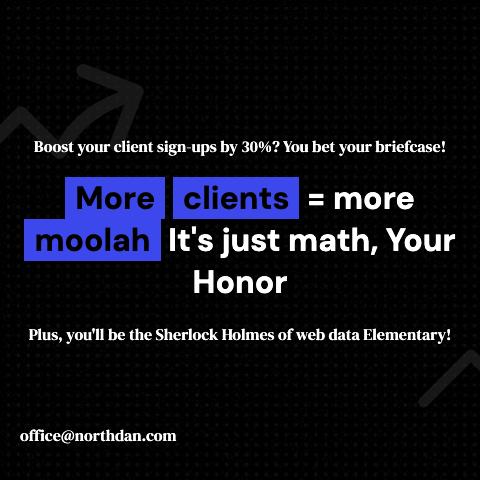 Boost your client sign-ups by 30%? You bet your briefcase!
More clients = more
moolah It's just math, Your
Honor
Plus, you'll be the Sherlock Holmes of web data Elementary!
office@northdan.com